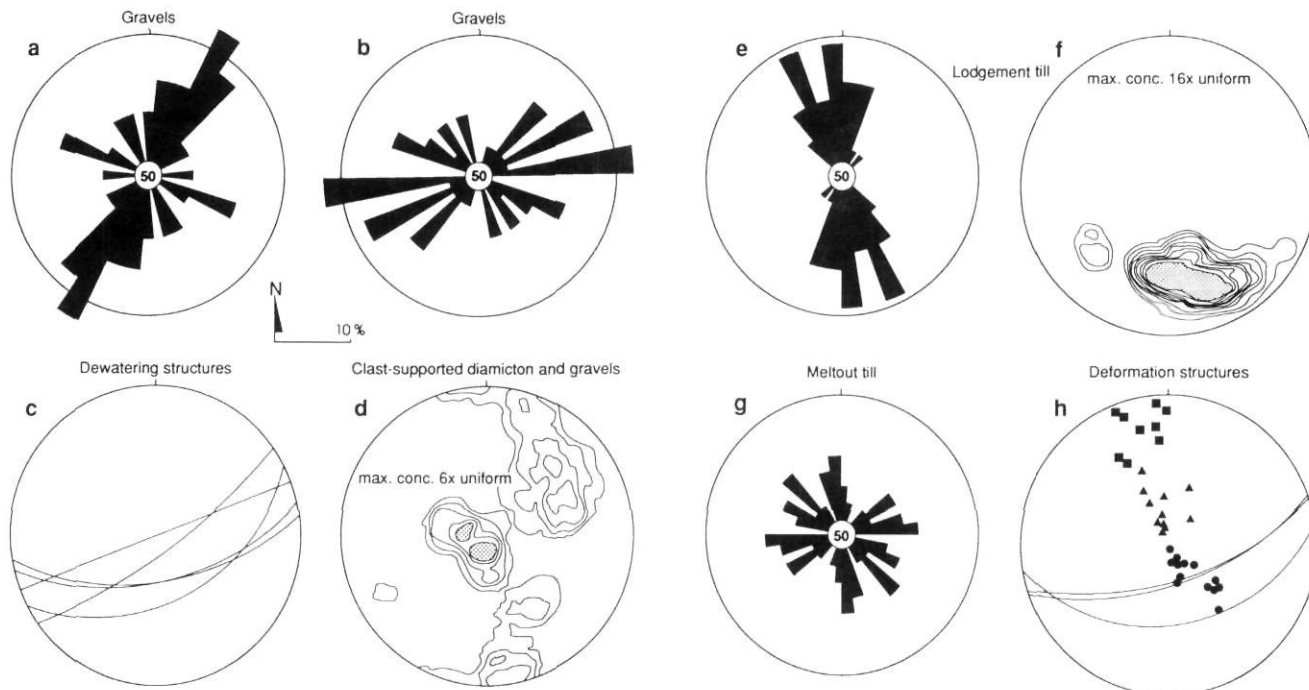 Gravels
a
50
Gravels
b
50
N
10 %
e
50
Lodgement till
f
max. conc. 16x uniform
Dewatering structures
c
Clast-supported diamicton and gravels
d
max. conc. 6x uniform
Meltout till
g
50
Deformation structures
h